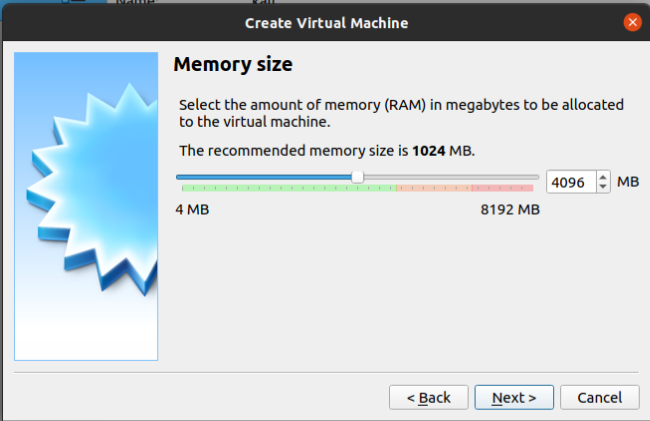 Create Virtual Machine
Memory size
Select the amount of memory (RAM) in megabytes to be allocated
to the virtual machine.
The recommended memory size is 1024 MB.
4096 MB
4 MB 8192 MB
< Back Next > Cancel